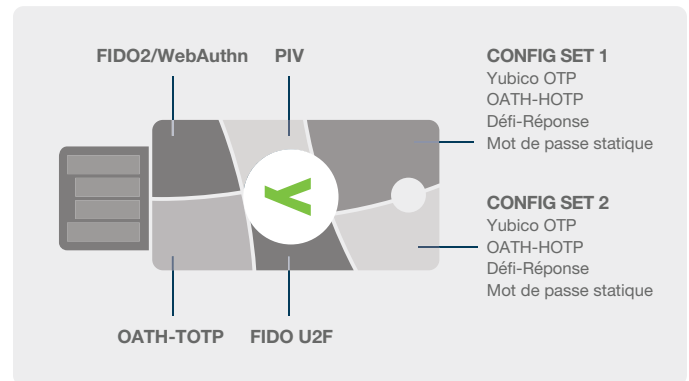 FIDO2/WebAuthn
PIV
CONFIG SET 1
Yubico OTP
OATH-HOTP
Défi-Réponse
Mot de passe statique
CONFIG SET 2
Yubico OTP
OATH-HOTP
Défi-Réponse
Mot de passe statique
OATH-TOTP
FIDO U2F